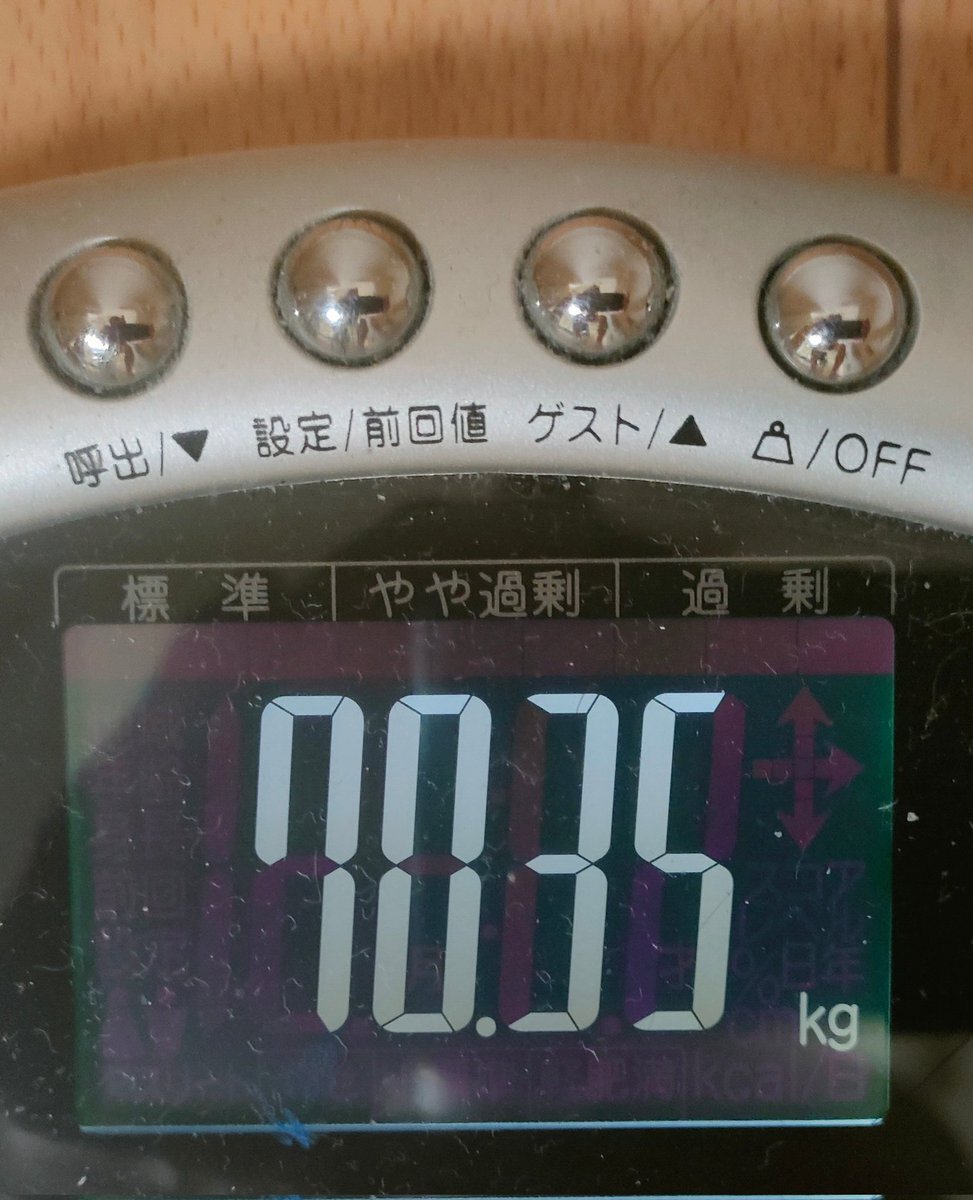 呼出/▼ 設定/前回値 ゲスト/▲ /OFF
標準 やや過剰 過剰
70.35 kg